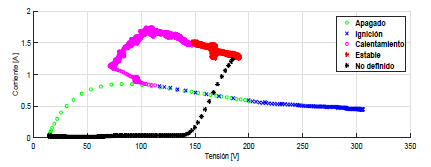 2
1.5
1
0.5
0
0
50
100
150
200
250
300
350
Corriente [A]
Tensión [V]
Apagado
Ignición
Calentamiento
Estable
No definido